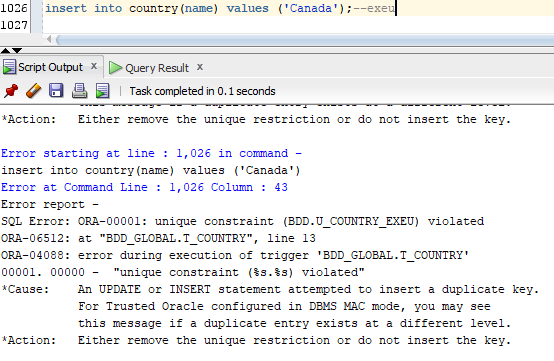 1026 insert into country(name) values ('Canada');--exeu
1027
Script Output x Query Result x
Task completed in 0.1 seconds
*Action: Either remove the unique restriction or do not insert the key.
Error starting at line : 1,026 in command -
insert into country(name) values ('Canada')
Error at Command Line : 1,026 Column : 43
Error report -
SQL Error: ORA-00001: unique constraint (BDD.U_COUNTRY_EXEU) violated
ORA-06512: at "BDD_GLOBAL.T_COUNTRY", line 13
ORA-04088: error during execution of trigger 'BDD_GLOBAL.T_COUNTRY'
00001. 00000 - "unique constraint (%s.%s) violated"
*Cause: An UPDATE or INSERT statement attempted to insert a duplicate key.
For Trusted Oracle configured in DBMS MAC mode, you may see
this message if a duplicate entry exists at a different level.
*Action: Either remove the unique restriction or do not insert the key.